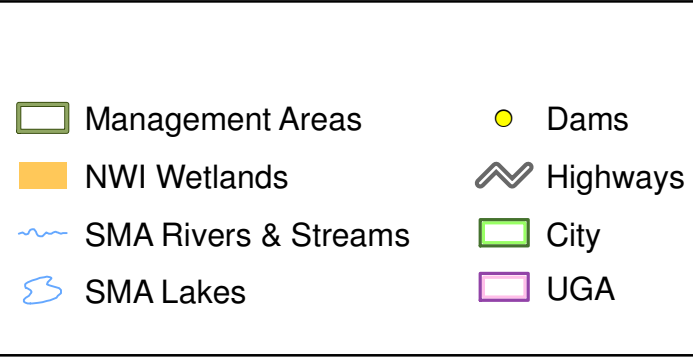 Management Areas
NWI Wetlands
SMA Rivers & Streams
SMA Lakes
Dams
Highways
City
UGA